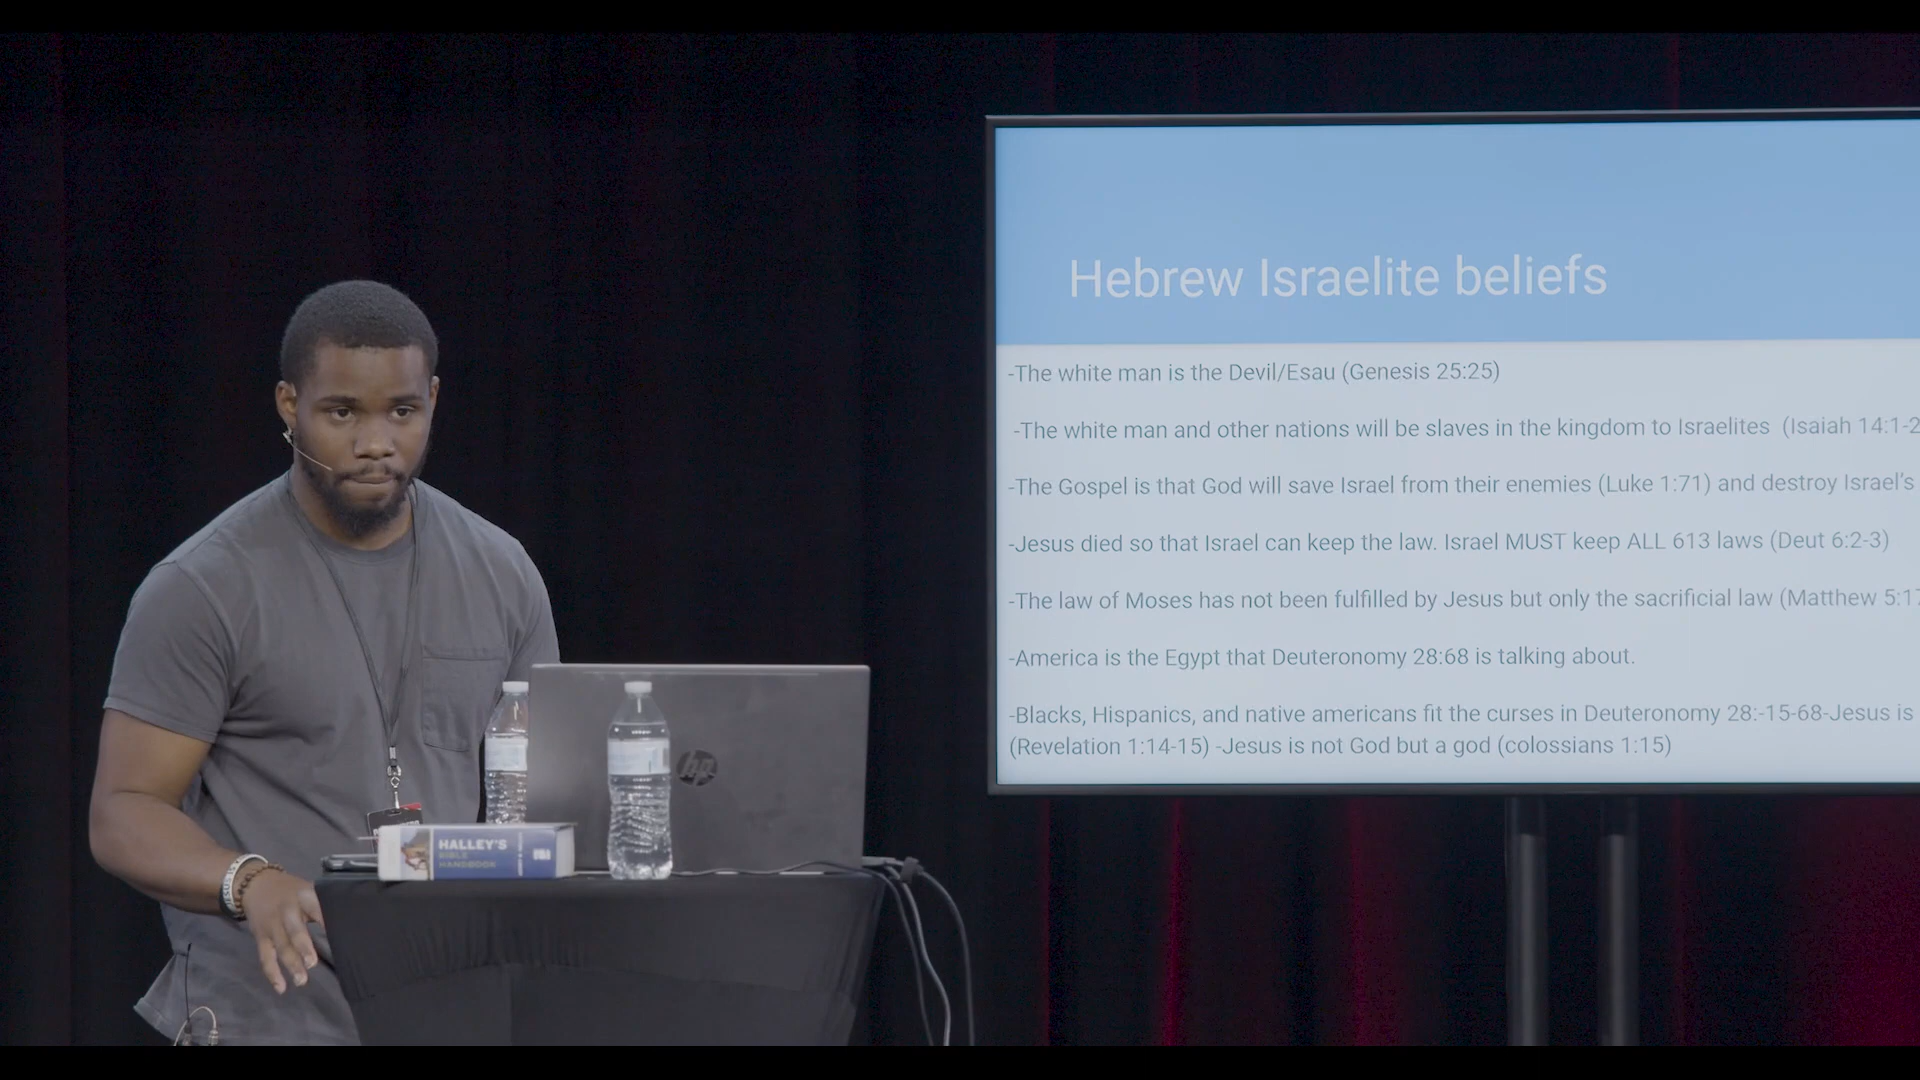 Hebrew Israelite beliefs
-The white man is the Devil/Esau (Genesis 25:25)
-The white man and other nations will be slaves in the kingdom to Israelites (Isaiah 14:1-2
-The Gospel is that God will save Israel from their enemies (Luke 1:71) and destroy Israel's
-Jesus died so that Israel can keep the law. Israel MUST keep ALL 613 laws (Deut 6:2-3)
-The law of Moses has not been fulfilled by Jesus but only the sacrificial law (Matthew 5:17
-America is the Egypt that Deuteronomy 28:68 is talking about.
-Blacks, Hispanics, and native americans fit the curses in Deuteronomy 28:-15-68-Jesus is
(Revelation 1:14-15) -Jesus is not God but a god (colossians 1:15)
hp
HALLEY'S
BIBLE
HANDBOOK
JESUS IS